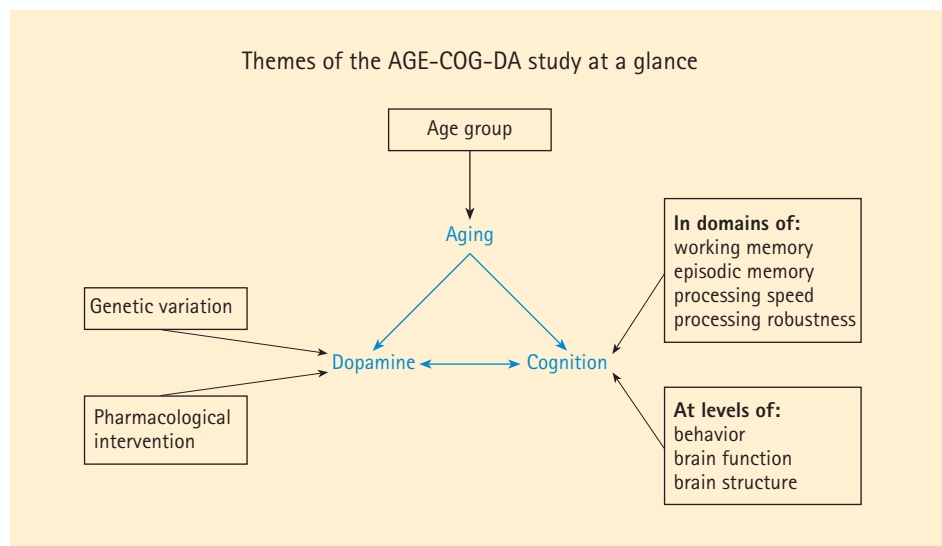 Themes of the AGE-COG-DA study at a glance
Age group
Aging
In domains of:
working memory
episodic memory
processing speed
processing robustness
Genetic variation
Dopamine
Cognition
Pharmacological
intervention
At levels of:
behavior
brain function
brain structure